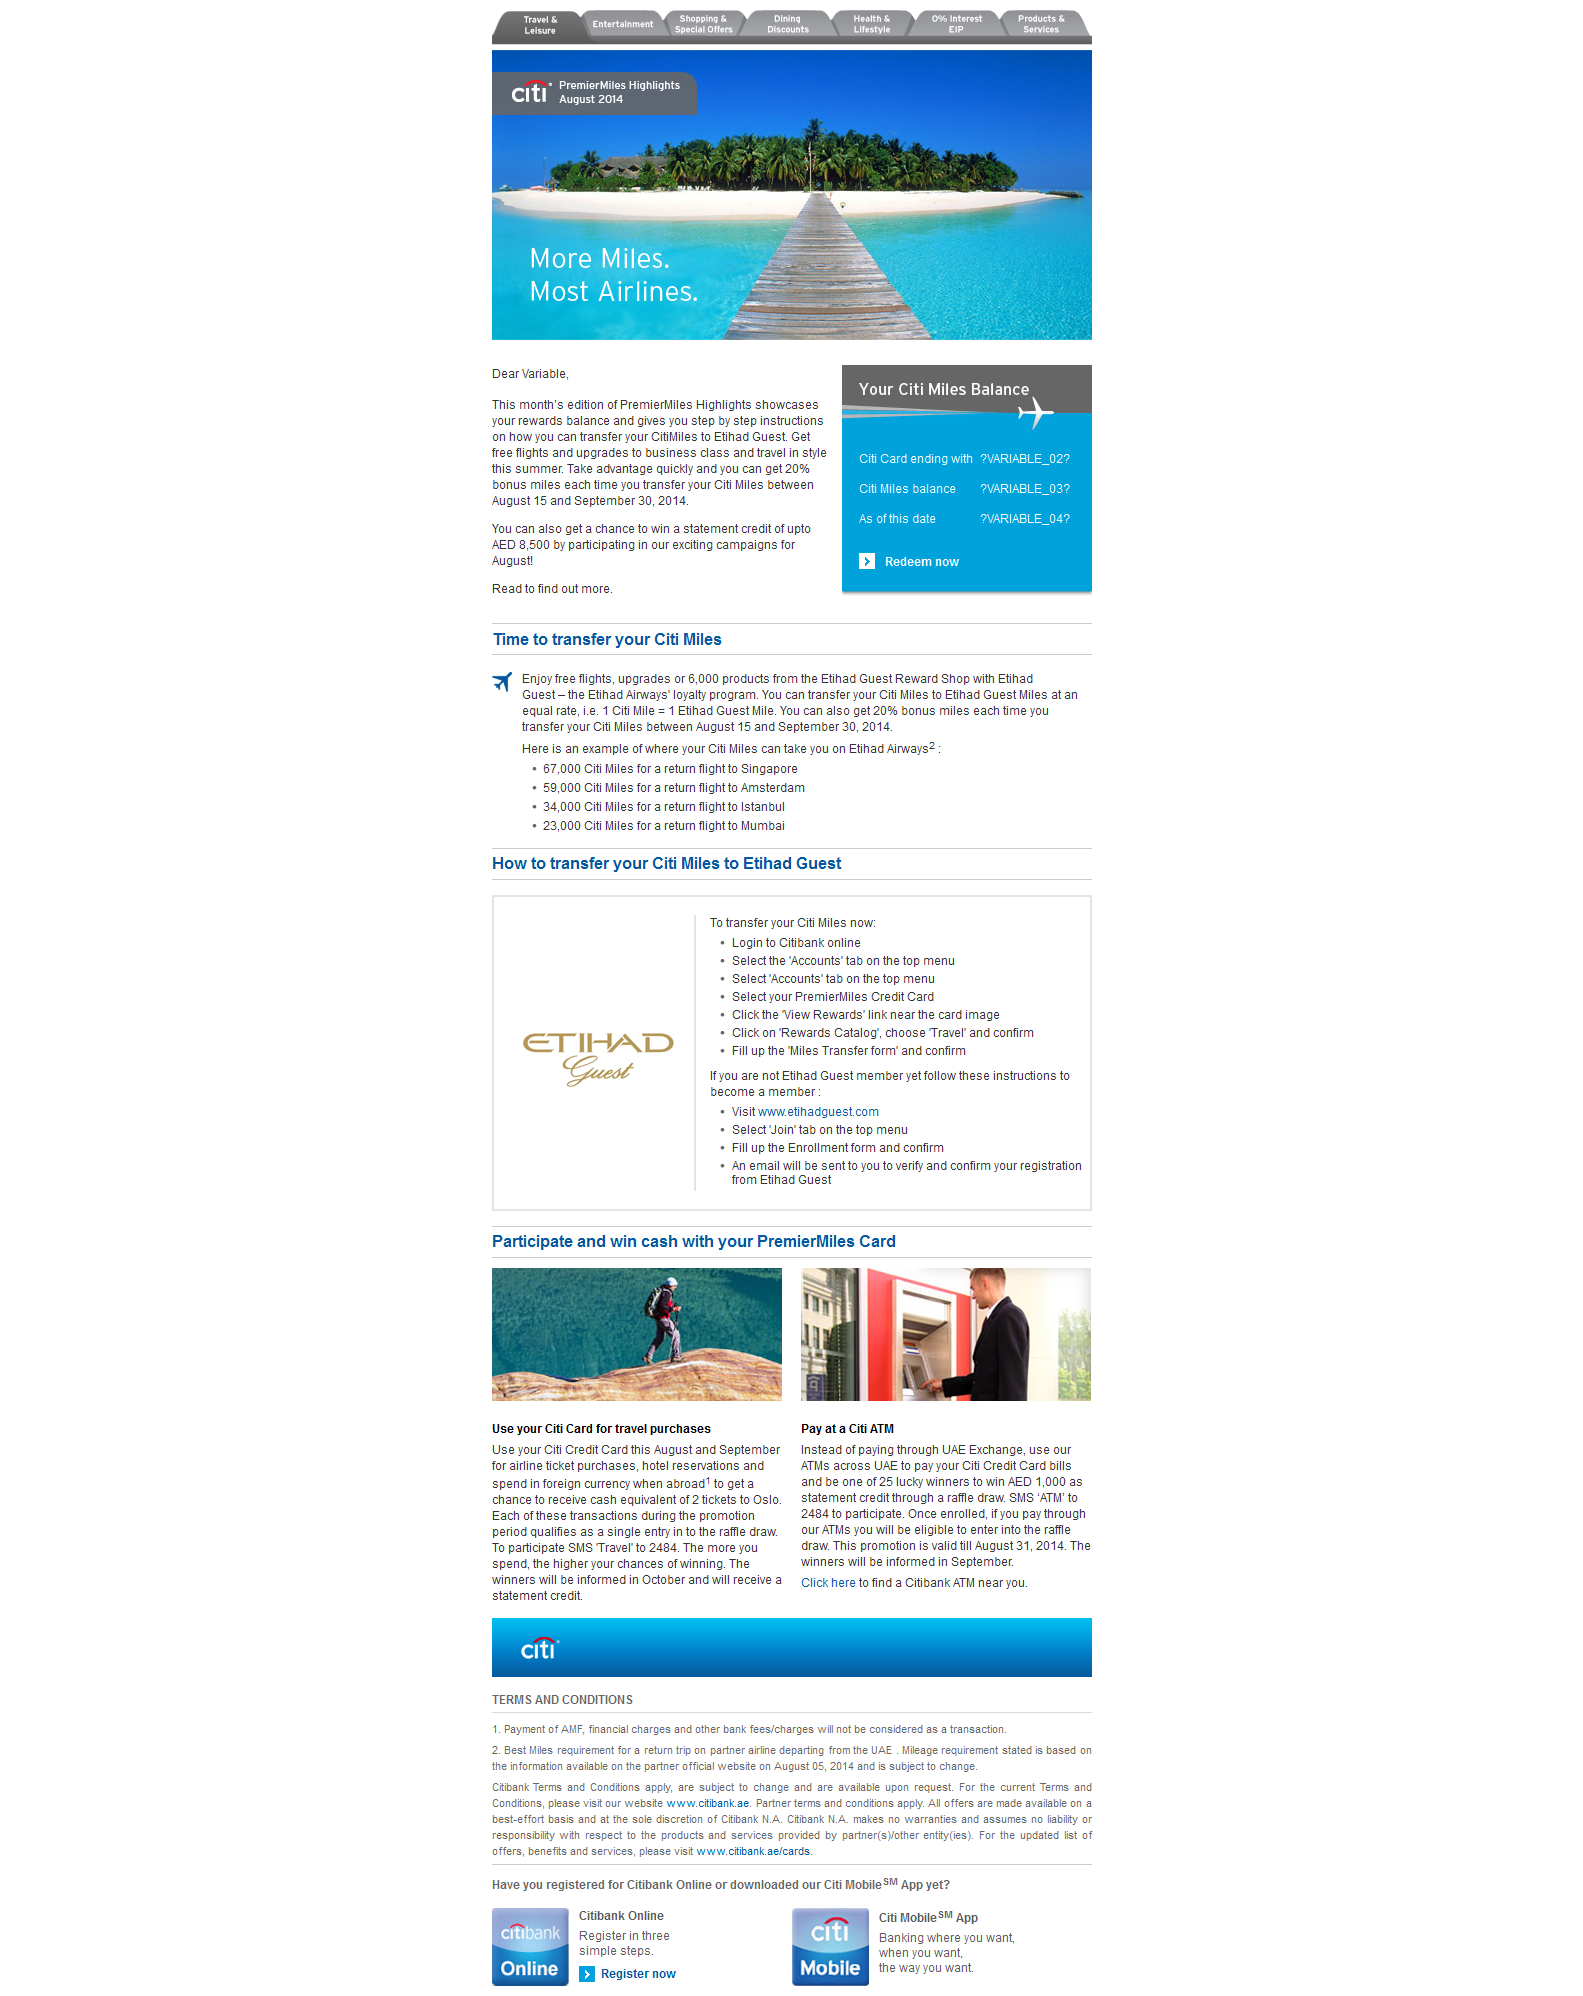 Travel &
Leisure
Entertainment
Shopping &
Special Offers
Dining
Discounts
Health &
Lifestyle
0% Interest
EIP
Products &
Services
citi PremierMiles Highlights
August 2014
More Miles.
Most Airlines.
Dear Variable,
This month's edition of PremierMiles Highlights showcases
your rewards balance and gives you step by step instructions
on how you can transfer your CitiMiles to Etihad Guest. Get
free flights and upgrades to business class and travel in style
this summer. Take advantage quickly and you can get 20%
bonus miles each time you transfer your Citi Miles between
August 15 and September 30, 2014.
You can also get a chance to win a statement credit of upto
AED 8,500 by participating in our exciting campaigns for
August!
Read to find out more.
Your Citi Miles Balance
Citi Card ending with ?VARIABLE_02?
Citi Miles balance ?VARIABLE_03?
As of this date ?VARIABLE_04?
Redeem now
Time to transfer your Citi Miles
Enjoy free flights, upgrades or 6,000 products from the Etihad Guest Reward Shop with Etihad
Guest – the Etihad Airways' loyalty program. You can transfer your Citi Miles to Etihad Guest Miles at an
equal rate, i.e. 1 Citi Mile = 1 Etihad Guest Mile. You can also get 20% bonus miles each time you
transfer your Citi Miles between August 15 and September 30, 2014.
Here is an example of where your Citi Miles can take you on Etihad Airways2 :
• 67,000 Citi Miles for a return flight to Singapore
• 59,000 Citi Miles for a return flight to Amsterdam
• 34,000 Citi Miles for a return flight to Istanbul
• 23,000 Citi Miles for a return flight to Mumbai
How to transfer your Citi Miles to Etihad Guest
ETIHAD
Guest
To transfer your Citi Miles now:
• Login to Citibank online
• Select the 'Accounts' tab on the top menu
• Select 'Accounts' tab on the top menu
• Select your PremierMiles Credit Card
• Click the 'View Rewards' link near the card image
• Click on 'Rewards Catalog', choose 'Travel' and confirm
• Fill up the 'Miles Transfer form' and confirm
If you are not Etihad Guest member yet follow these instructions to
become a member :
• Visit www.etihadguest.com
• Select 'Join' tab on the top menu
• Fill up the Enrollment form and confirm
• An email will be sent to you to verify and confirm your registration
from Etihad Guest
Participate and win cash with your PremierMiles Card
Use your Citi Card for travel purchases
Use your Citi Credit Card this August and September
for airline ticket purchases, hotel reservations and
spend in foreign currency when abroad1 to get a
chance to receive cash equivalent of 2 tickets to Oslo.
Each of these transactions during the promotion
period qualifies as a single entry in to the raffle draw.
To participate SMS 'Travel' to 2484. The more you
spend, the higher your chances of winning. The
winners will be informed in October and will receive a
statement credit.
Pay at a Citi ATM
Instead of paying through UAE Exchange, use our
ATMs across UAE to pay your Citi Credit Card bills
and be one of 25 lucky winners to win AED 1,000 as
statement credit through a raffle draw. SMS 'ATM' to
2484 to participate. Once enrolled, if you pay through
our ATMs you will be eligible to enter into the raffle
draw. This promotion is valid till August 31, 2014. The
winners will be informed in September.
Click here to find a Citibank ATM near you.
citi
TERMS AND CONDITIONS
1. Payment of AMF, financial charges and other bank fees/charges will not be considered as a transaction.
2. Best Miles requirement for a return trip on partner airline departing from the UAE . Mileage requirement stated is based on
the information available on the partner official website on August 05, 2014 and is subject to change.
Citibank Terms and Conditions apply, are subject to change and are available upon request. For the current Terms and
Conditions, please visit our website www.citibank.ae. Partner terms and conditions apply. All offers are made available on a
best-effort basis and at the sole discretion of Citibank N.A. Citibank N.A. makes no warranties and assumes no liability or
responsibility with respect to the products and services provided by partner(s)/other entity(ies). For the updated list of
offers, benefits and services, please visit www.citibank.ae/cards.
Have you registered for Citibank Online or downloaded our Citi MobileSM App yet?
citibank
Online
Citibank Online
Register in three
simple steps.
Register now
citi
Mobile
Citi MobileSM App
Banking where you want,
when you want,
the way you want.